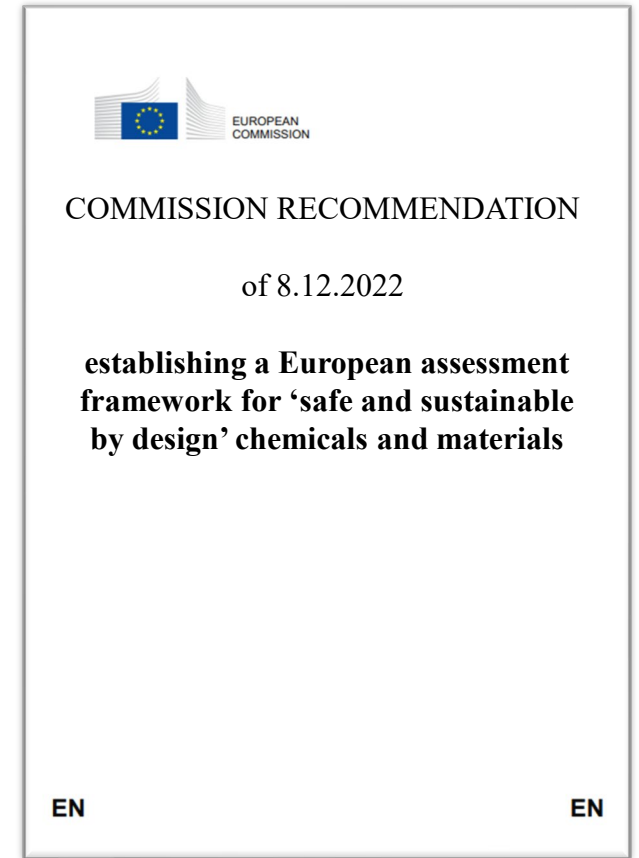 EUROPEAN
COMMISSION
COMMISSION RECOMMENDATION
of 8.12.2022
establishing a European assessment
framework for ‘safe and sustainable
by design’ chemicals and materials
EN
EN